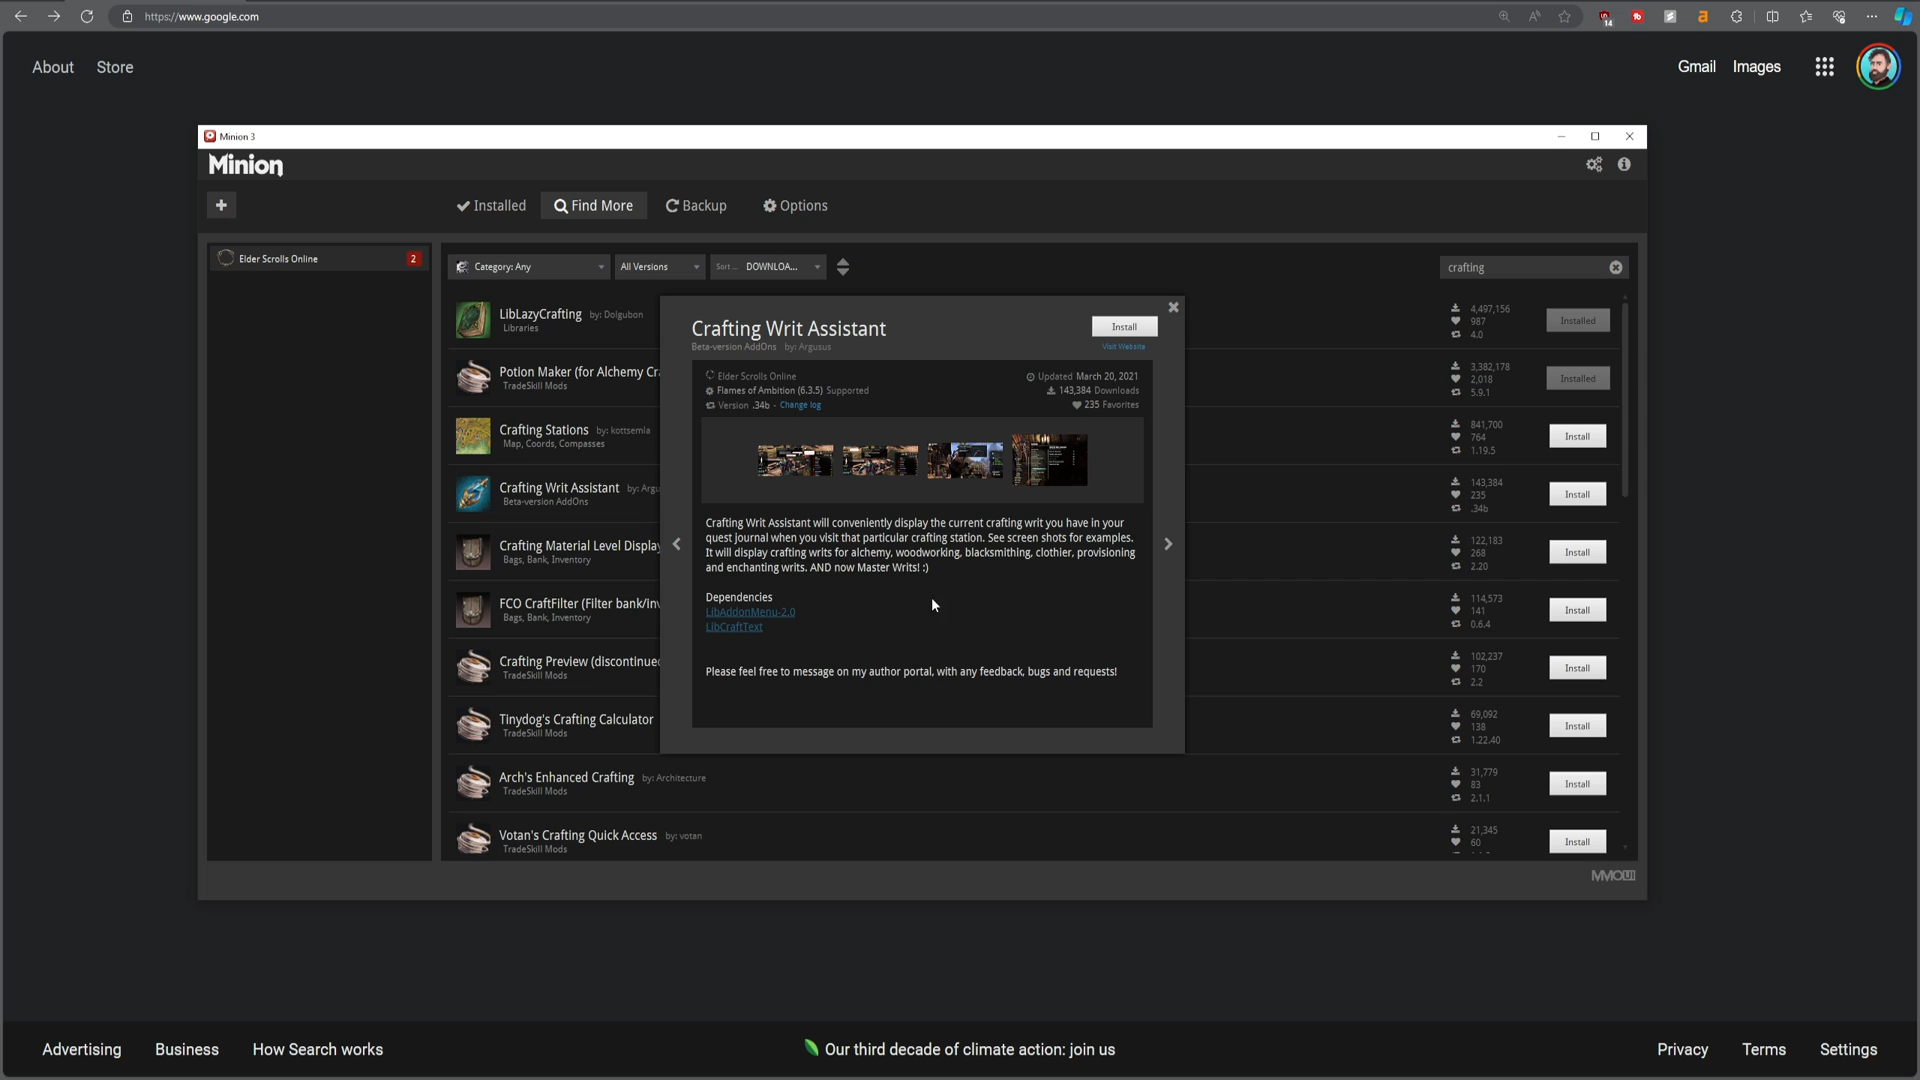 https://www.google.com
14
About Store
Gmail Images
Minion 3
Minion
Installed Find More Backup Options
Elder Scrolls Online 2
Category: Any All Versions Sort ... DOWNLOA... crafting
LibLazyCrafting by: Dolgubon
Libraries
4,497,156
987
4.0
Installed
Potion Maker (for Alchemy Cra
TradeSkill Mods
3,382,178
2,018
5.9.1
Installed
Crafting Stations by: kottsemla
Map, Coords, Compasses
841,700
764
1.19.5
Install
Crafting Writ Assistant by: Argu
Beta-version AddOns
143,384
235
.34b
Install
Crafting Material Level Display
Bags, Bank, Inventory
122,183
268
2.20
Install
FCO CraftFilter (Filter bank/Inv
Bags, Bank, Inventory
114,573
141
0.6.4
Install
Crafting Preview (discontinued
TradeSkill Mods
102,237
170
2.2
Install
Tinydog's Crafting Calculator
TradeSkill Mods
69,092
138
1.22.40
Install
Arch's Enhanced Crafting by: Architecture
TradeSkill Mods
31,779
83
2.1.1
Install
Votan's Crafting Quick Access by: votan
TradeSkill Mods
21,345
60
Install
Crafting Writ Assistant
Beta-version AddOns by: Argusus
Install
Visit Website
Elder Scrolls Online
Flames of Ambition (6.3.5) Supported
Version .34b - Change log
Updated March 20, 2021
143,384 Downloads
235 Favorites
Crafting Writ Assistant will conveniently display the current crafting writ you have in your
quest journal when you visit that particular crafting station. See screen shots for examples.
It will display crafting writs for alchemy, woodworking, blacksmithing, clothier, provisioning
and enchanting writs. AND now Master Writs! :)
Dependencies
LibAddonMenu-2.0
LibCraftText
Please feel free to message on my author portal, with any feedback, bugs and requests!
MMOUI
Advertising Business How Search works
Our third decade of climate action: join us
Privacy Terms Settings